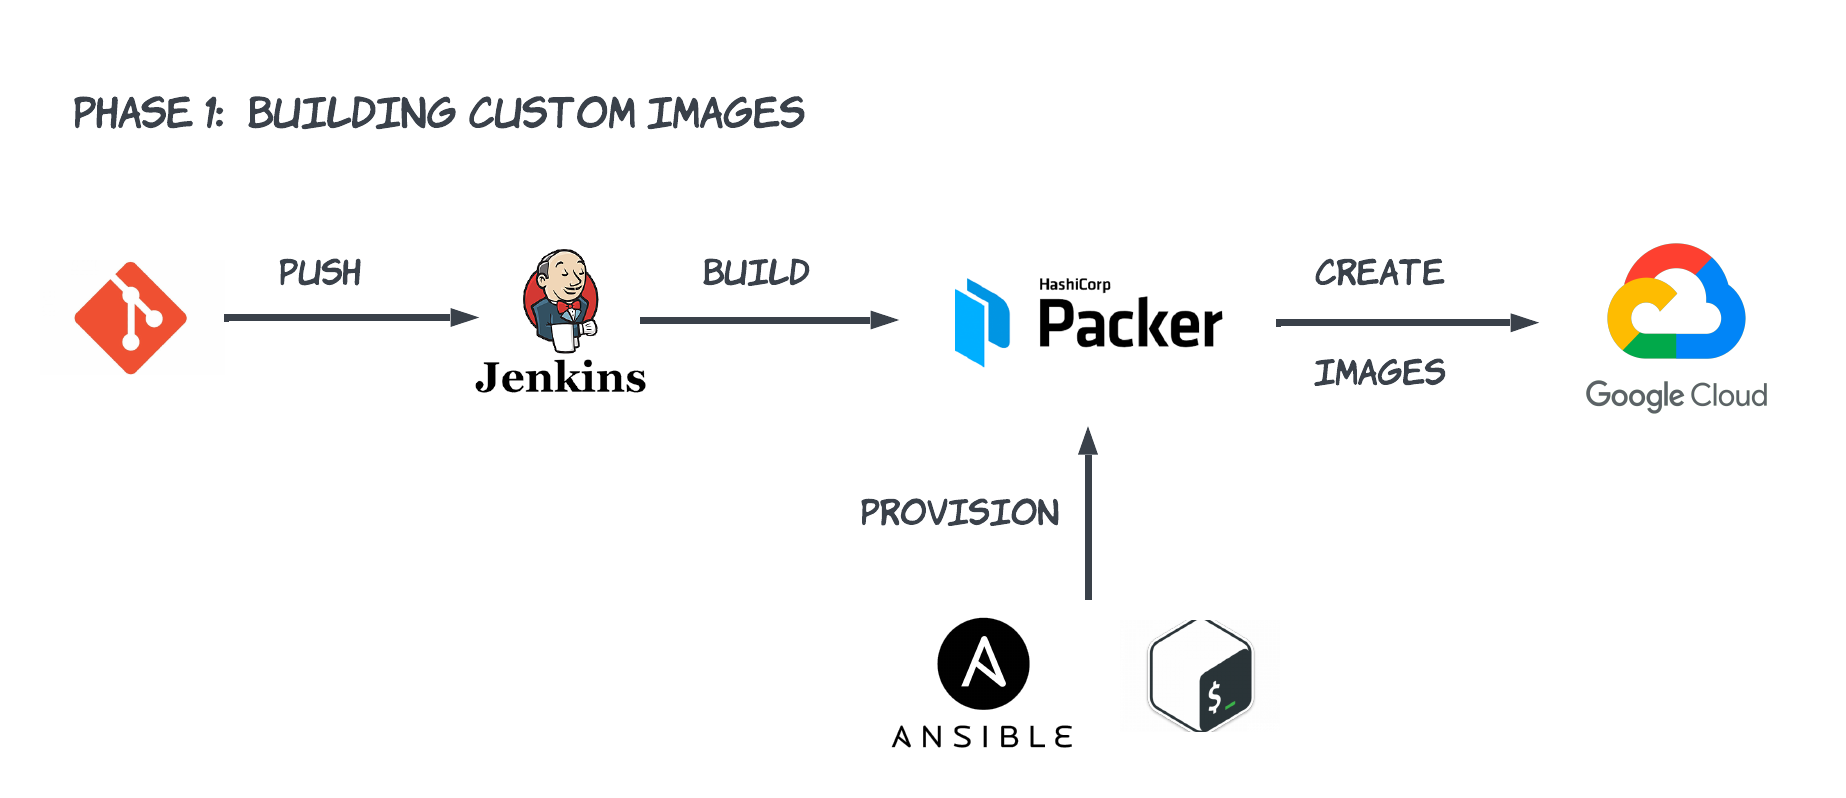 PHASE 1: BUILDING CUSTOM IMAGES
PUSH
BUILD
CREATE
IMAGES
HashiCorp
Packer
Jenkins
Google Cloud
PROVISION
ANSIBLE
$_